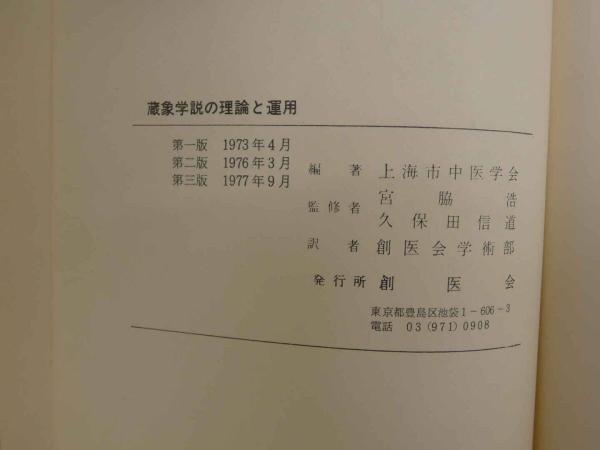 蔵象学説の理論と運用
第一版 1973年4月
第二版 1976年3月
第三版 1977年9月
編著 上海市中医学会
監修者 宮脇浩
久保田信道
訳者 創医会学術部
発行所 創医会
東京都豊島区池袋1-606-3
電話 03(971)0908